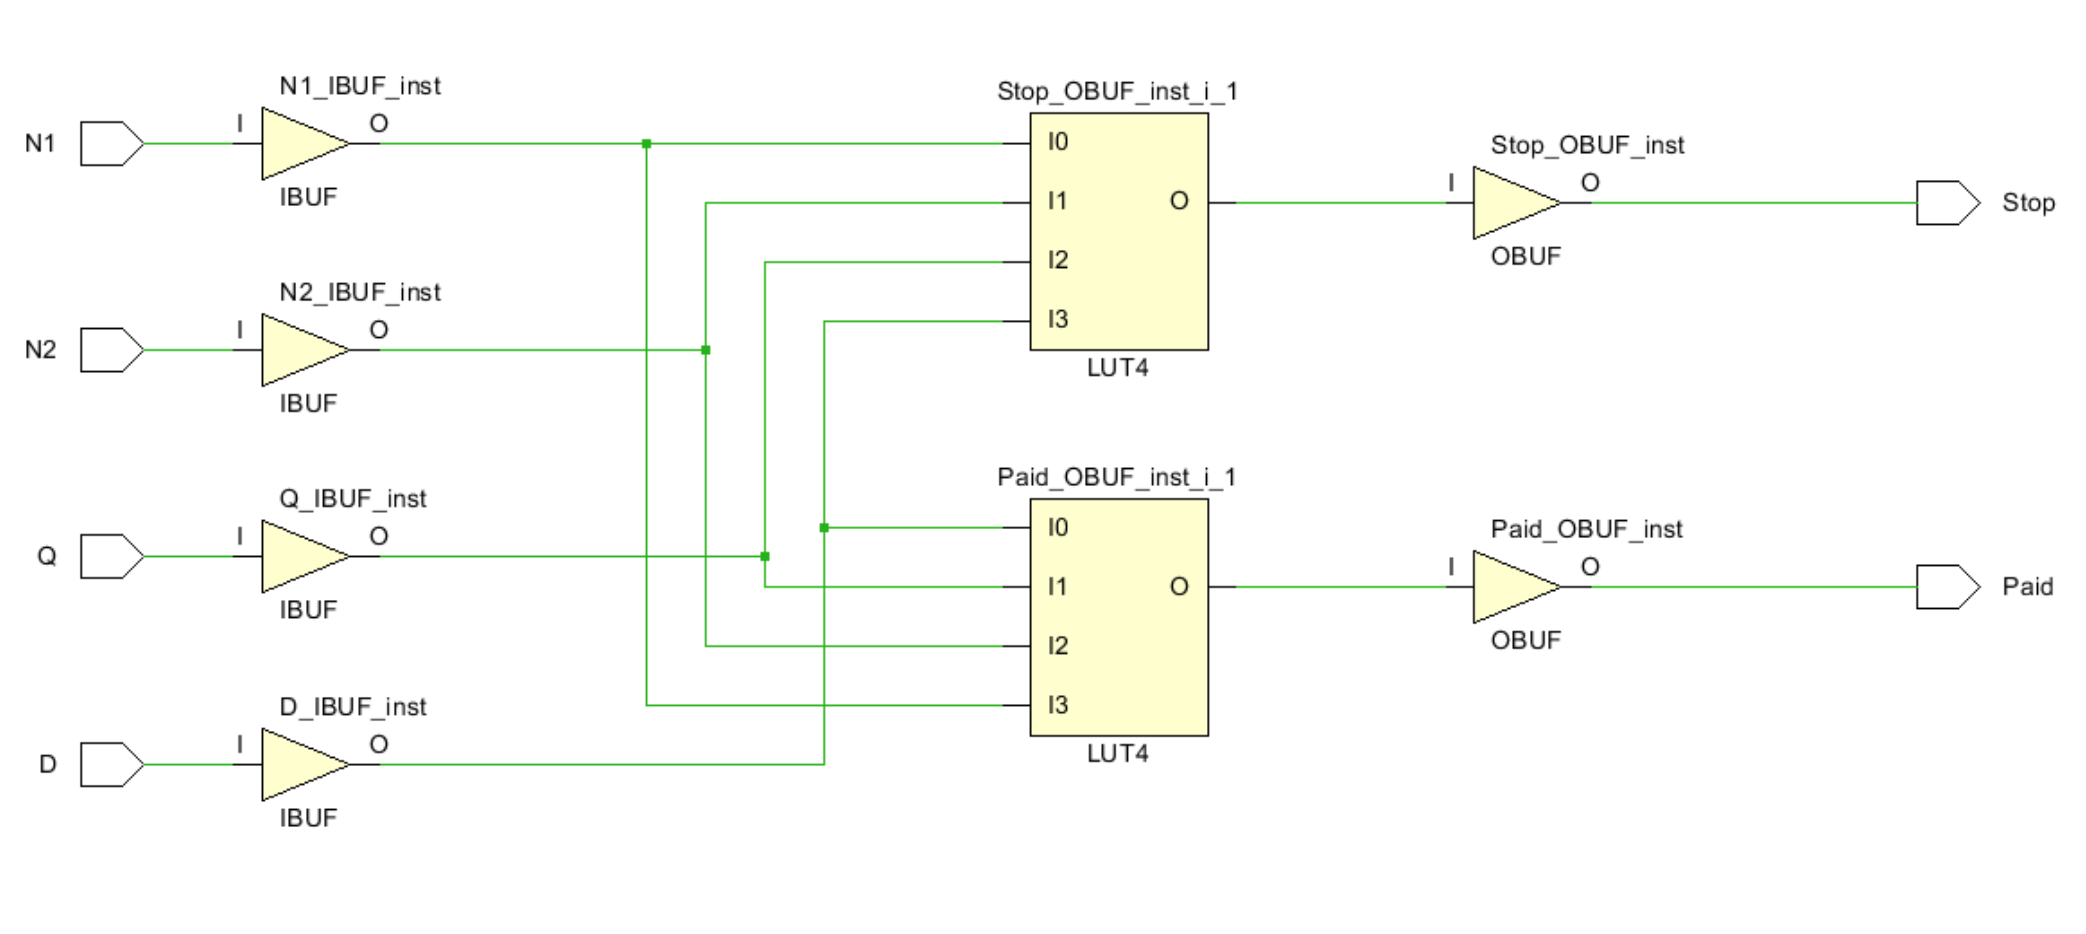 N1
N1_IBUF_inst
I
O
IBUF
N2
N2_IBUF_inst
I
O
IBUF
Q
Q_IBUF_inst
I
O
IBUF
D
D_IBUF_inst
I
O
IBUF
Stop_OBUF_inst_i_1
I0
I1
I2
I3
O
LUT4
Paid_OBUF_inst_i_1
I0
I1
I2
I3
O
LUT4
Stop_OBUF_inst
I
O
OBUF
Stop
Paid_OBUF_inst
I
O
OBUF
Paid